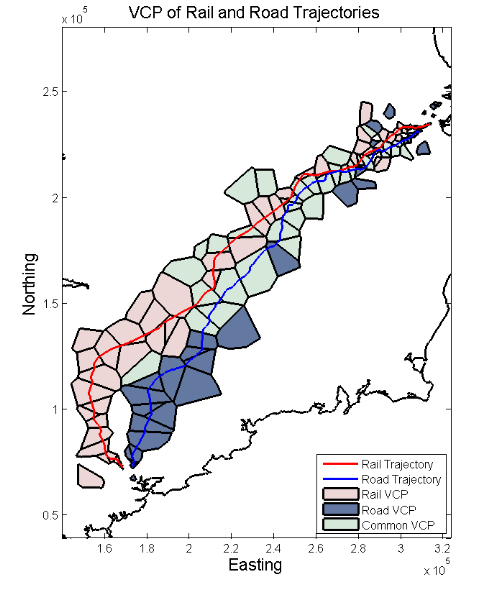 VCP of Rail and Road Trajectories
x 10^5
2.5
2
1.5
1
0.5
Northing
1.6 1.8 2 2.2 2.4 2.6 2.8 3 3.2
x 10^5
Easting
Rail Trajectory
Road Trajectory
Rail VCP
Road VCP
Common VCP